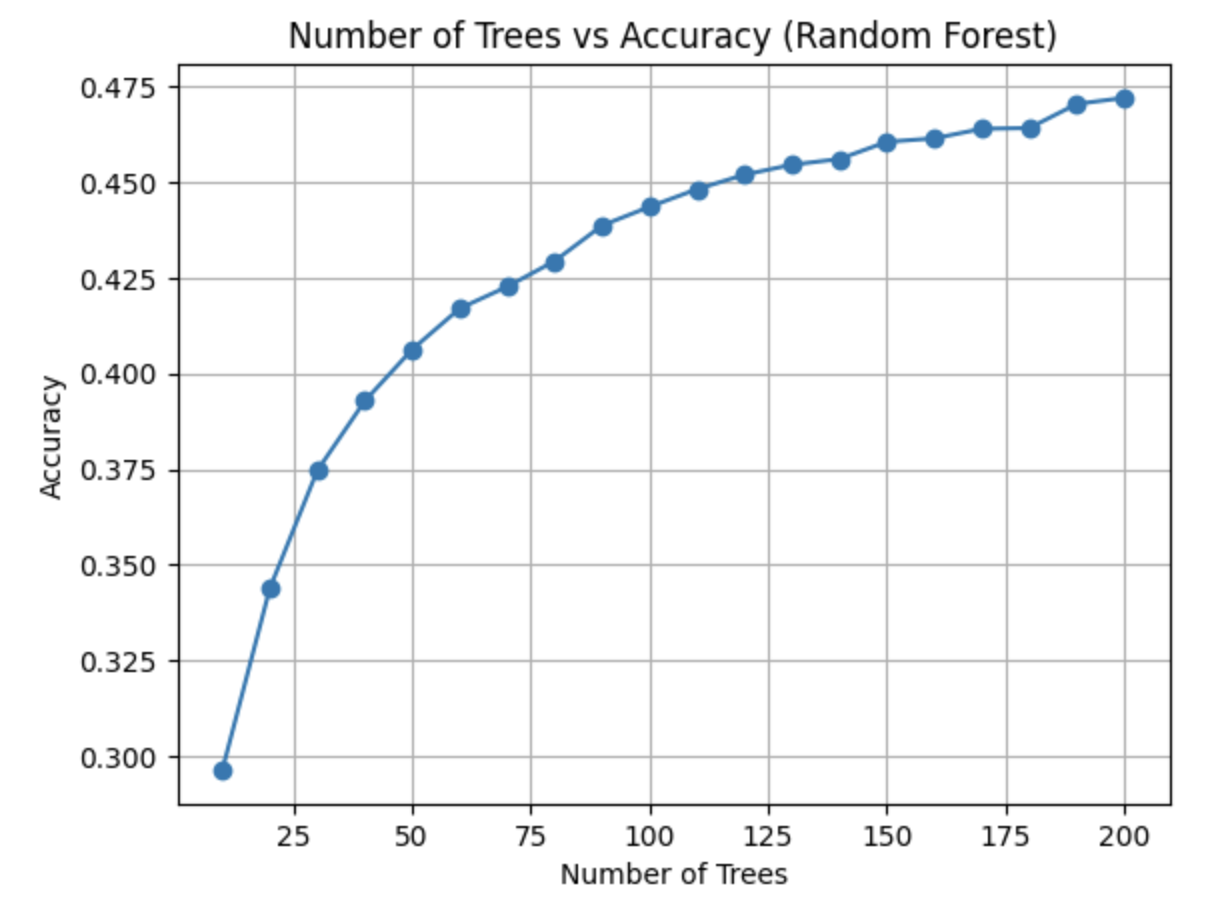 Number of Trees vs Accuracy (Random Forest)
0.475
0.450
0.425
0.400
0.375
0.350
0.325
0.300
Accuracy
25 50 75 100 125 150 175 200
Number of Trees